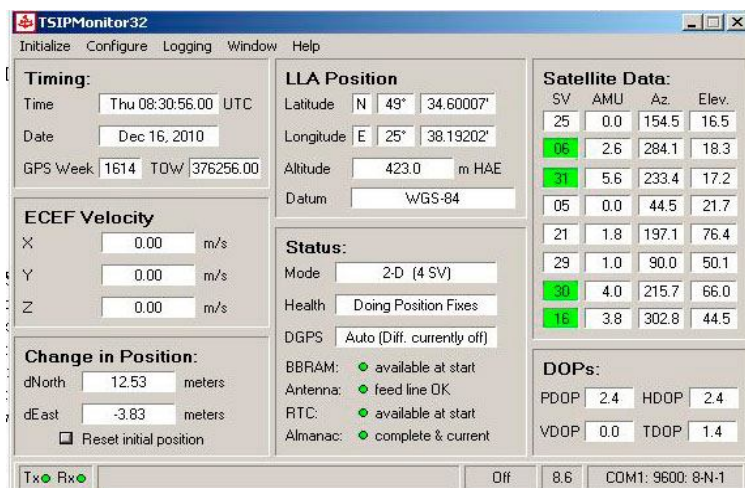 TSIPMonitor32
Initialize Configure Logging Window Help
Timing:
Time Thu 08:30:56.00 UTC
Date Dec 16, 2010
GPS Week 1614 TOW 376256.00
ECEF Velocity
X 0.00 m/s
Y 0.00 m/s
Z 0.00 m/s
Change in Position:
dNorth 12.53 meters
dEast -3.83 meters
Reset initial position
LLA Position
Latitude N 49° 34.60007'
Longitude E 25° 38.19202'
Altitude 423.0 m HAE
Datum WGS-84
Status:
Mode 2-D (4 SV)
Health Doing Position Fixes
DGPS Auto (Diff. currently off)
BBRAM: available at start
Antenna: feed line OK
RTC: available at start
Almanac: complete & current
Satellite Data:
SV AMU Az. Elev.
25 0.0 154.5 16.5
06 2.6 284.1 18.3
31 5.6 233.4 17.2
05 0.0 44.5 21.7
21 1.8 197.1 76.4
29 1.0 90.0 50.1
30 4.0 215.7 66.0
16 3.8 302.8 44.5
DOPs:
PDOP 2.4 HDOP 2.4
VDOP 0.0 TDOP 1.4
Tx Rx Off 8.6 COM1: 9600: 8-N-1